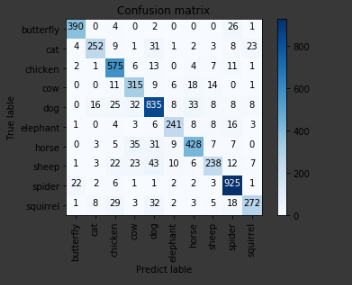 Confusion matrix
True lable
butterfly 390 0 4 0 2 0 0 0 26 1
cat 4 252 9 1 31 1 2 3 8 23
chicken 2 1 575 6 13 0 4 7 11 1
cow 0 0 11 315 9 6 18 14 0 1
dog 0 16 25 32 835 8 33 8 8 8
elephant 1 0 4 3 6 241 8 8 16 3
horse 0 3 5 35 31 9 428 7 7 0
sheep 1 3 22 23 43 10 6 238 12 7
spider 22 2 6 1 1 2 2 3 925 1
squirrel 1 8 29 3 32 2 3 5 18 272
butterfly
cat
chicken
cow
dog
elephant
horse
sheep
spider
squirrel
Predict lable
800
600
400
200
0